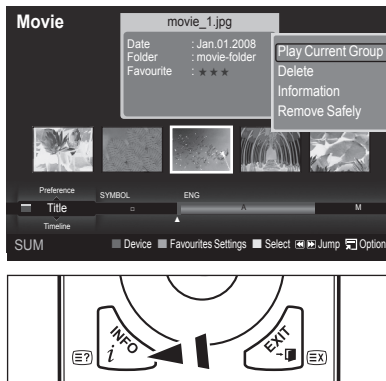 Movie
movie_1.jpg
Date : Jan.01.2008
Folder : movie-folder
Favourite : ★ ★ ★
Play Current Group
Delete
Information
Remove Safely
Preference
SYMBOL ENG
Title A M
Timeline
SUM Device Favourites Settings Select Jump Option
INFO
i
EXIT